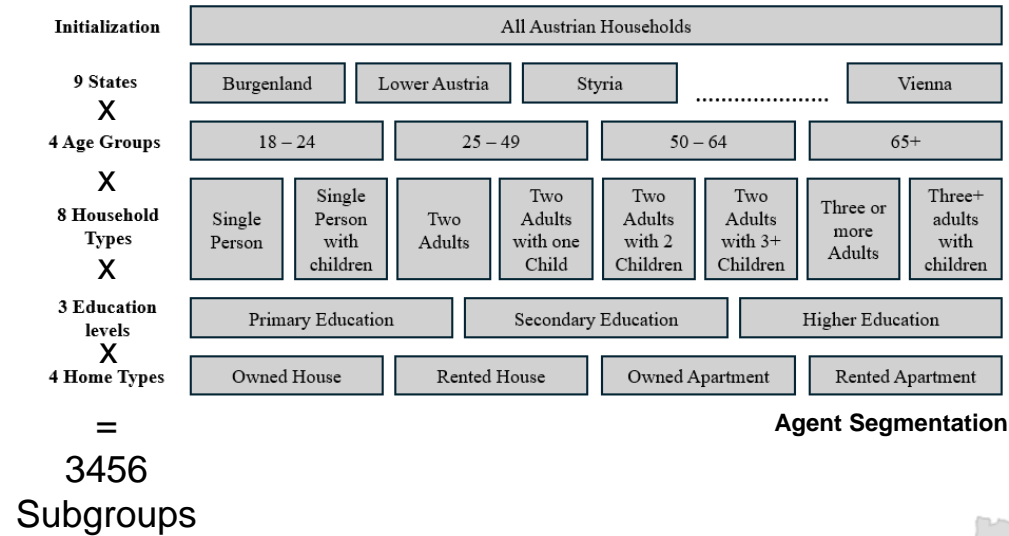 Initialization
All Austrian Households
9 States
Burgenland
Lower Austria
Styria
........................
Vienna
X
4 Age Groups
18 – 24
25 – 49
50 – 64
65+
X
8 Household
Types
Single
Person
Single
Person
with
children
Two
Adults
Two
Adults
with one
Child
Two
Adults
with 2
Children
Two
Adults
with 3+
Children
Three or
more
Adults
Three+
adults
with
children
X
3 Education
levels
Primary Education
Secondary Education
Higher Education
X
4 Home Types
Owned House
Rented House
Owned Apartment
Rented Apartment
Agent Segmentation
=
3456
Subgroups